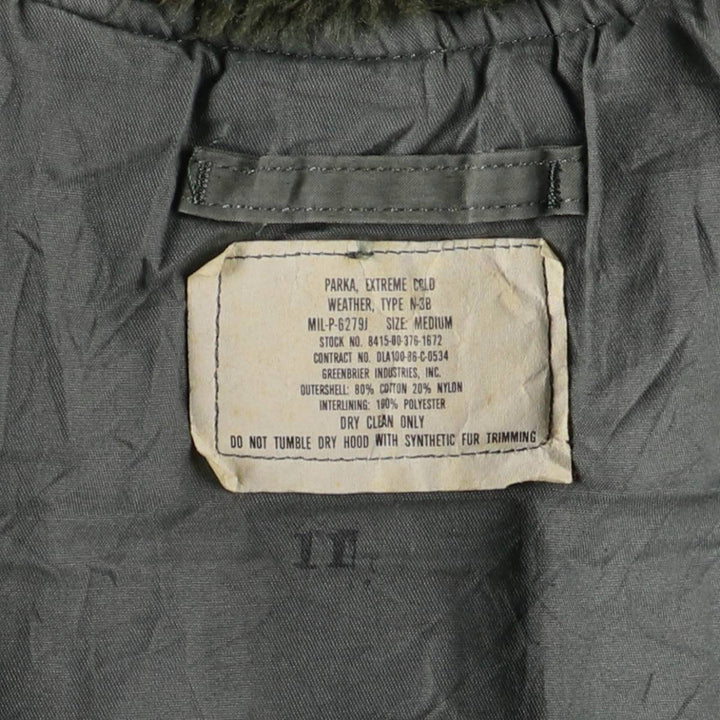 PARKA, EXTREME COLD
WEATHER, TYPE N-3B
MIL-P-6279J SIZE: MEDIUM
STOCK NO. 8415-00-376-1672
CONTRACT NO. DLA100-86-C-0534
GREENBRIER INDUSTRIES, INC.
OUTERSHELL: 80% COTTON 20% NYLON
INTERLINING: 100% POLYESTER
DRY CLEAN ONLY
DO NOT TUMBLE DRY HOOD WITH SYNTHETIC FUR TRIMMING